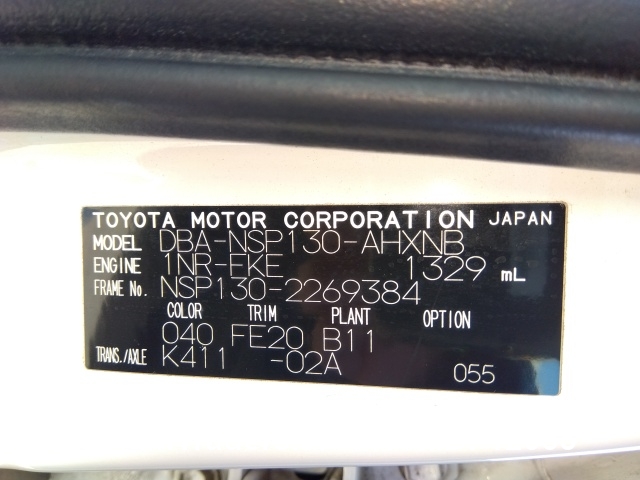 TOYOTA MOTOR CORPORATION JAPAN
MODEL DBA-NSP130-AHXNB
ENGINE 1NR-FKE 1329 mL
FRAME No. NSP130-2269384
COLOR TRIM PLANT OPTION
040 FE20 B11
TRANS./AXLE K411 -02A 055